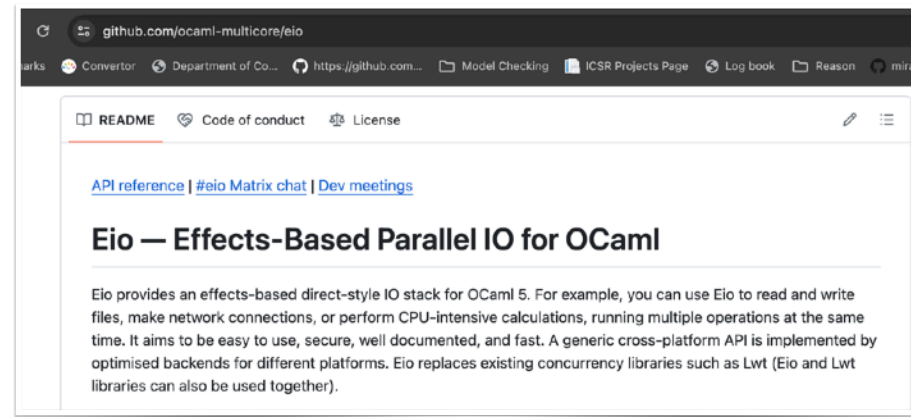 github.com/ocaml-multicore/eio
Convertor Department of Co... https://github.com... Model Checking ICSR Projects Page Log book Reason
README Code of conduct License
API reference | #eio Matrix chat | Dev meetings
Eio — Effects-Based Parallel IO for OCaml
Eio provides an effects-based direct-style IO stack for OCaml 5. For example, you can use Eio to read and write
files, make network connections, or perform CPU-intensive calculations, running multiple operations at the same
time. It aims to be easy to use, secure, well documented, and fast. A generic cross-platform API is implemented by
optimised backends for different platforms. Eio replaces existing concurrency libraries such as Lwt (Eio and Lwt
libraries can also be used together).